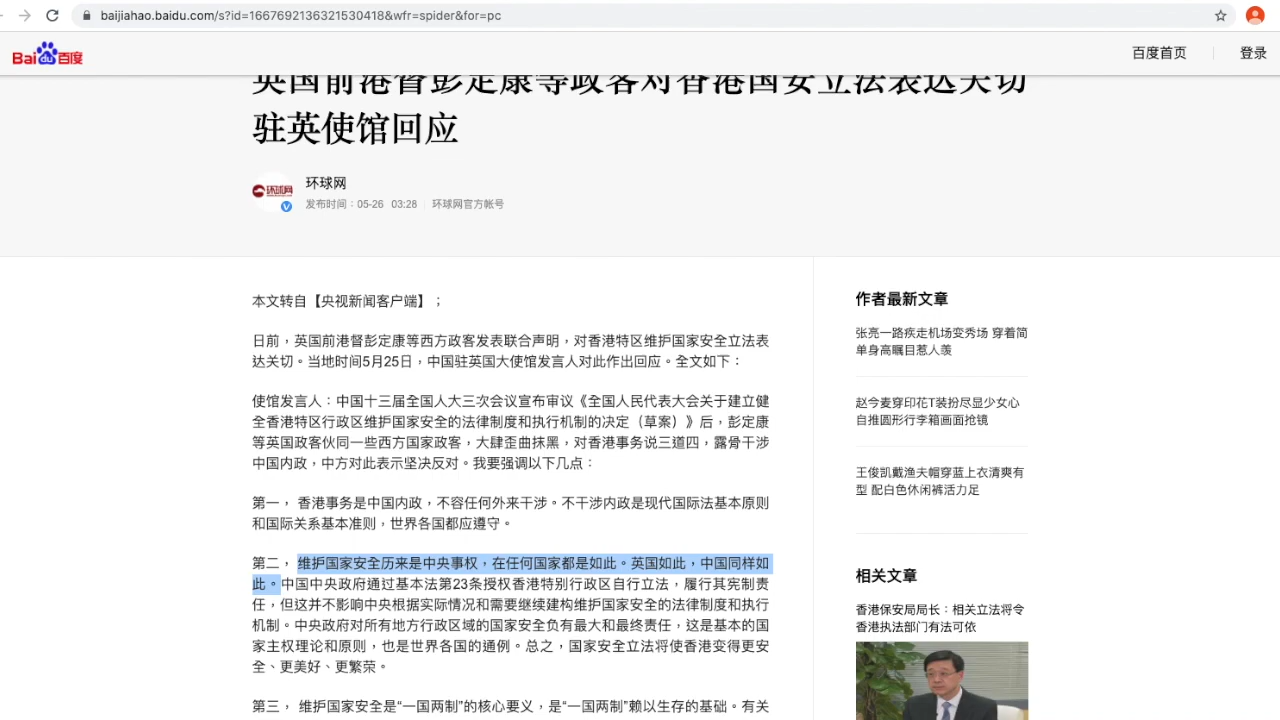 baijiahao.baidu.com/s?id=1667692136321530418&wfr=spider&for=pc
Bai du 百度
百度首页
登录
英国前港督彭定康等政客对香港国安立法表达关切
驻英使馆回应
环球网
环球网
发布时间：05-26 03:28
环球网官方帐号
本文转自【央视新闻客户端】；
日前，英国前港督彭定康等西方政客发表联合声明，对香港特区维护国家安全立法表
达关切。当地时间5月25日，中国驻英国大使馆发言人对此作出回应。全文如下：
使馆发言人：中国十三届全国人大三次会议宣布审议《全国人民代表大会关于建立健
全香港特区行政区维护国家安全的法律制度和执行机制的决定（草案）》后，彭定康
等英国政客伙同一些西方国家政客，大肆歪曲抹黑，对香港事务说三道四，露骨干涉
中国内政，中方对此表示坚决反对。我要强调以下几点：
第一， 香港事务是中国内政，不容任何外来干涉。不干涉内政是现代国际法基本原则
和国际关系基本准则，世界各国都应遵守。
第二， 维护国家安全历来是中央事权，在任何国家都是如此。英国如此，中国同样如
此。中国中央政府通过基本法第23条授权香港特别行政区自行立法，履行其宪制责
任，但这并不影响中央根据实际情况和需要继续建构维护国家安全的法律制度和执行
机制。中央政府对所有地方行政区域的国家安全负有最大和最终责任，这是基本的国
家主权理论和原则，也是世界各国的通例。总之，国家安全立法将使香港变得更安
全、更美好、更繁荣。
第三， 维护国家安全是“一国两制”的核心要义，是“一国两制”赖以生存的基础。有关
作者最新文章
张亮一路疾走机场变秀场 穿着简
单身高瞩目惹人羡
赵今麦穿印花T装扮尽显少女心
自推圆形行李箱画面抢镜
王俊凯戴渔夫帽穿蓝上衣清爽有
型 配白色休闲裤活力足
相关文章
香港保安局局长：相关立法将令
香港执法部门有法可依